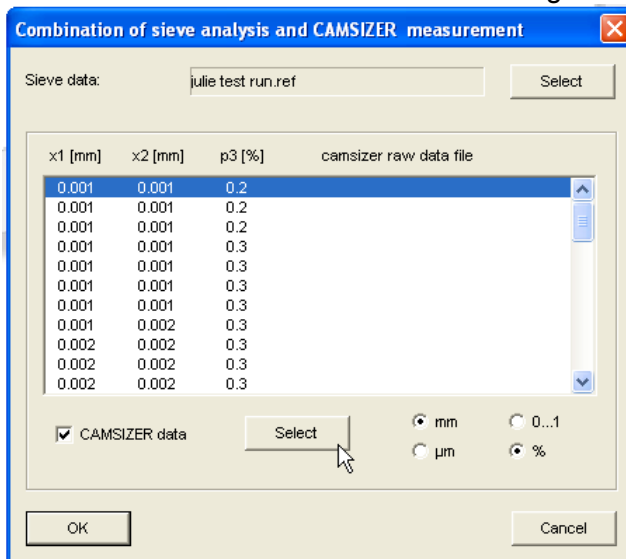 Combination of sieve analysis and CAMSIZER measurement
Sieve data: julie test run.ref Select
x1 [mm] x2 [mm] p3 [%] camsizer raw data file
0.001 0.001 0.2
0.001 0.001 0.2
0.001 0.001 0.2
0.001 0.001 0.3
0.001 0.001 0.3
0.001 0.001 0.3
0.001 0.001 0.3
0.001 0.002 0.3
0.002 0.002 0.3
0.002 0.002 0.3
0.002 0.002 0.3
CAMSIZER data Select mm 0...1
µm %
OK Cancel